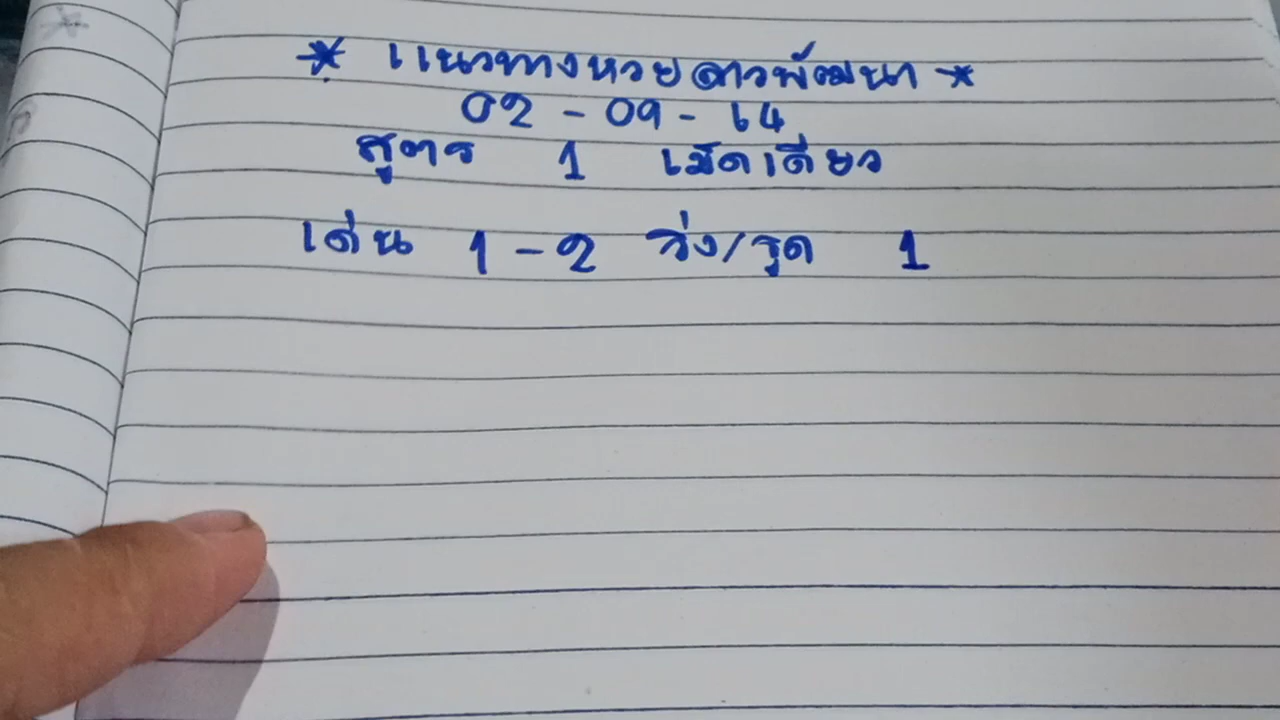 * แนวทางหวยลาวพัฒนา *
02 - 09 - 64
สูตร 1 เม็ดเดียว
เด่น 1 - 2 วิ่ง/รูด 1